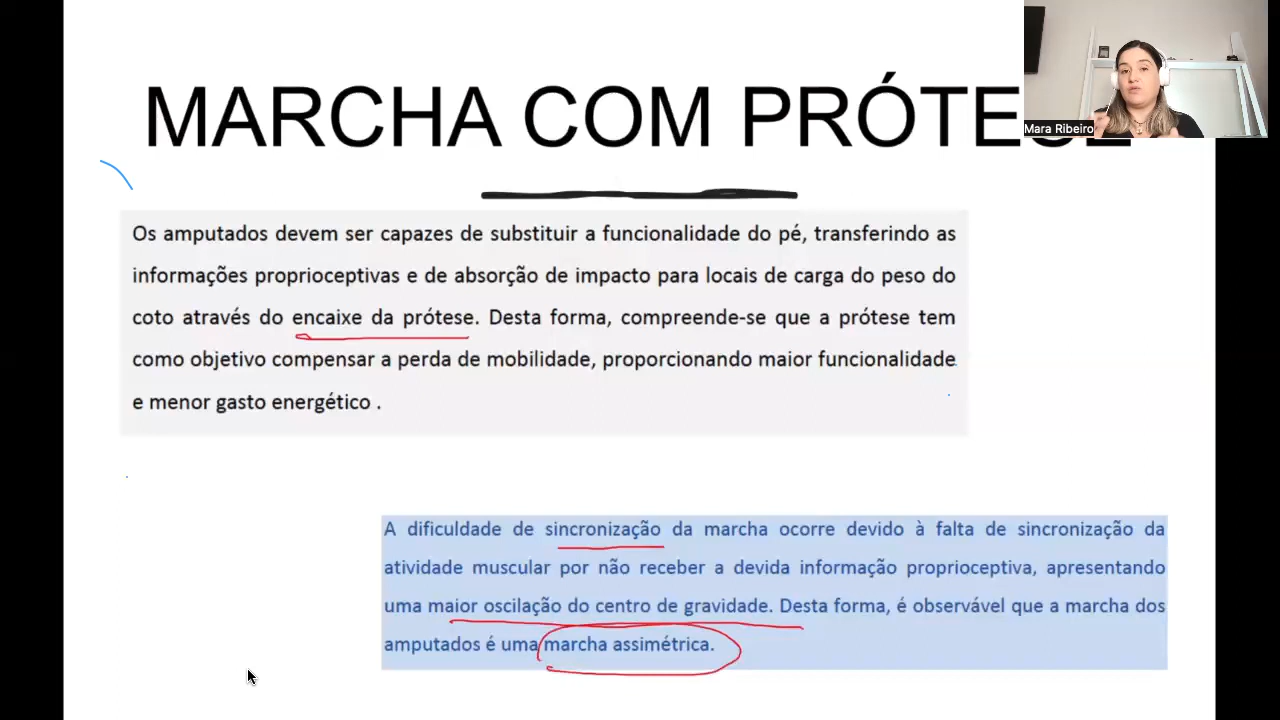 MARCHA COM PRÓTESE
Mara Ribeiro
Os amputados devem ser capazes de substituir a funcionalidade do pé, transferindo as
informações proprioceptivas e de absorção de impacto para locais de carga do peso do
coto através do encaixe da prótese. Desta forma, compreende-se que a prótese tem
como objetivo compensar a perda de mobilidade, proporcionando maior funcionalidade
e menor gasto energético .
A dificuldade de sincronização da marcha ocorre devido à falta de sincronização da
atividade muscular por não receber a devida informação proprioceptiva, apresentando
uma maior oscilação do centro de gravidade. Desta forma, é observável que a marcha dos
amputados é uma marcha assimétrica.